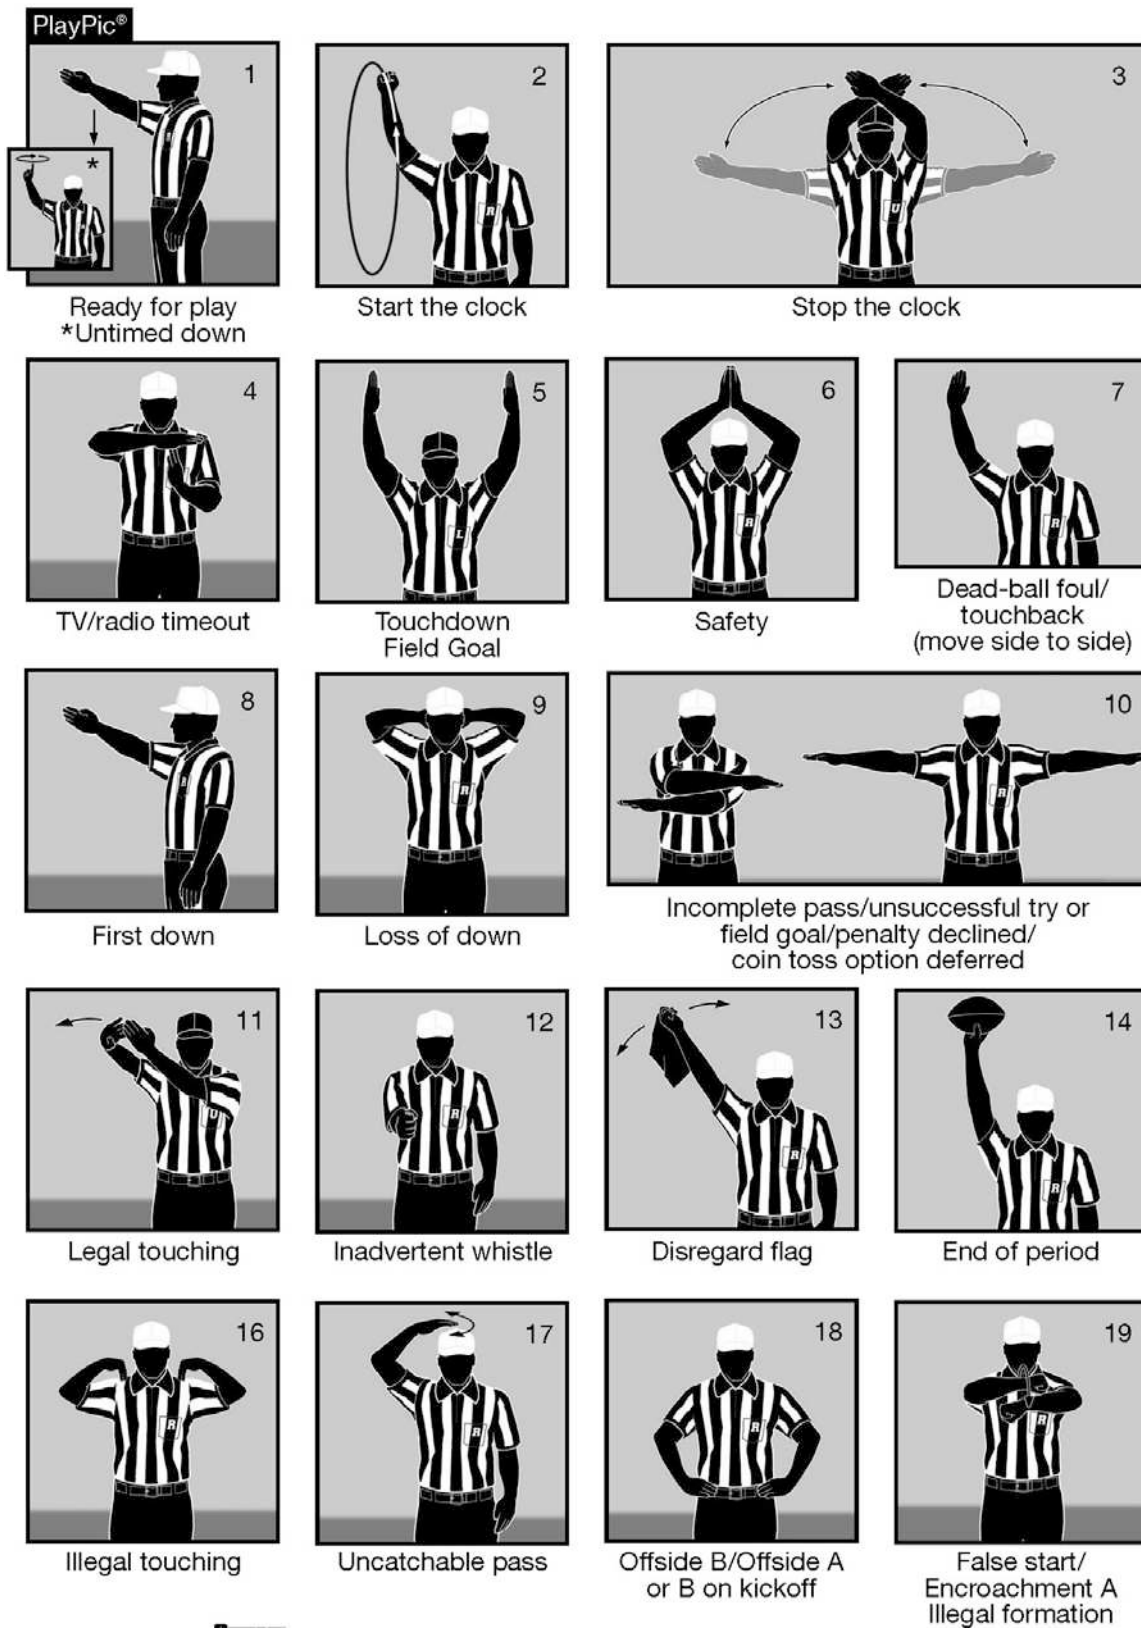 PlayPic®
1
*
Ready for play
*Untimed down
2
R
Start the clock
3
U
Stop the clock
4
TV/radio timeout
5
L
Touchdown
Field Goal
6
R
Safety
7
R
Dead-ball foul/
touchback
(move side to side)
8
R
First down
9
R
Loss of down
10
R
Incomplete pass/unsuccessful try or
field goal/penalty declined/
coin toss option deferred
11
U
Legal touching
12
R
Inadvertent whistle
13
R
Disregard flag
14
R
End of period
16
R
Illegal touching
17
R
Uncatchable pass
18
R
Offside B/Offside A
or B on kickoff
19
R
False start/
Encroachment A
Illegal formation